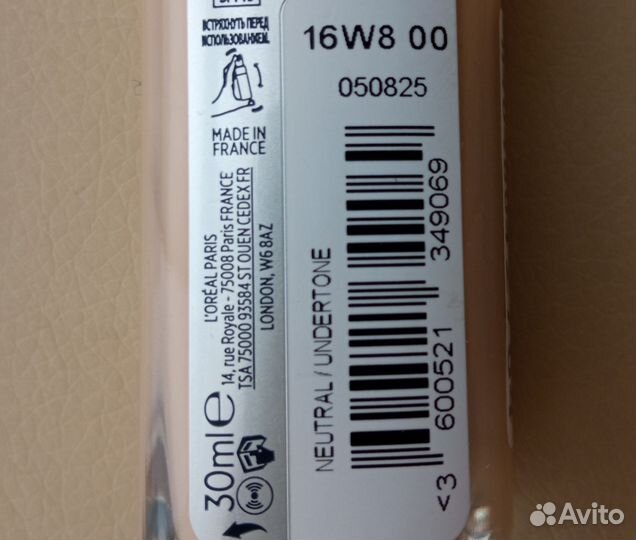 ВСТРЯХНУТЬ ПЕРЕД
ИСПОЛЬЗОВАНИЕМ.
MADE IN
FRANCE
L'ORÉAL PARIS
14, rue Royale - 75008 Paris FRANCE
TSA 75000 93584 ST OUEN CEDEX FR
LONDON, W6 8AZ
30ml e
16W8 00
050825
NEUTRAL / UNDERTONE
<3 600521 349069
Avito